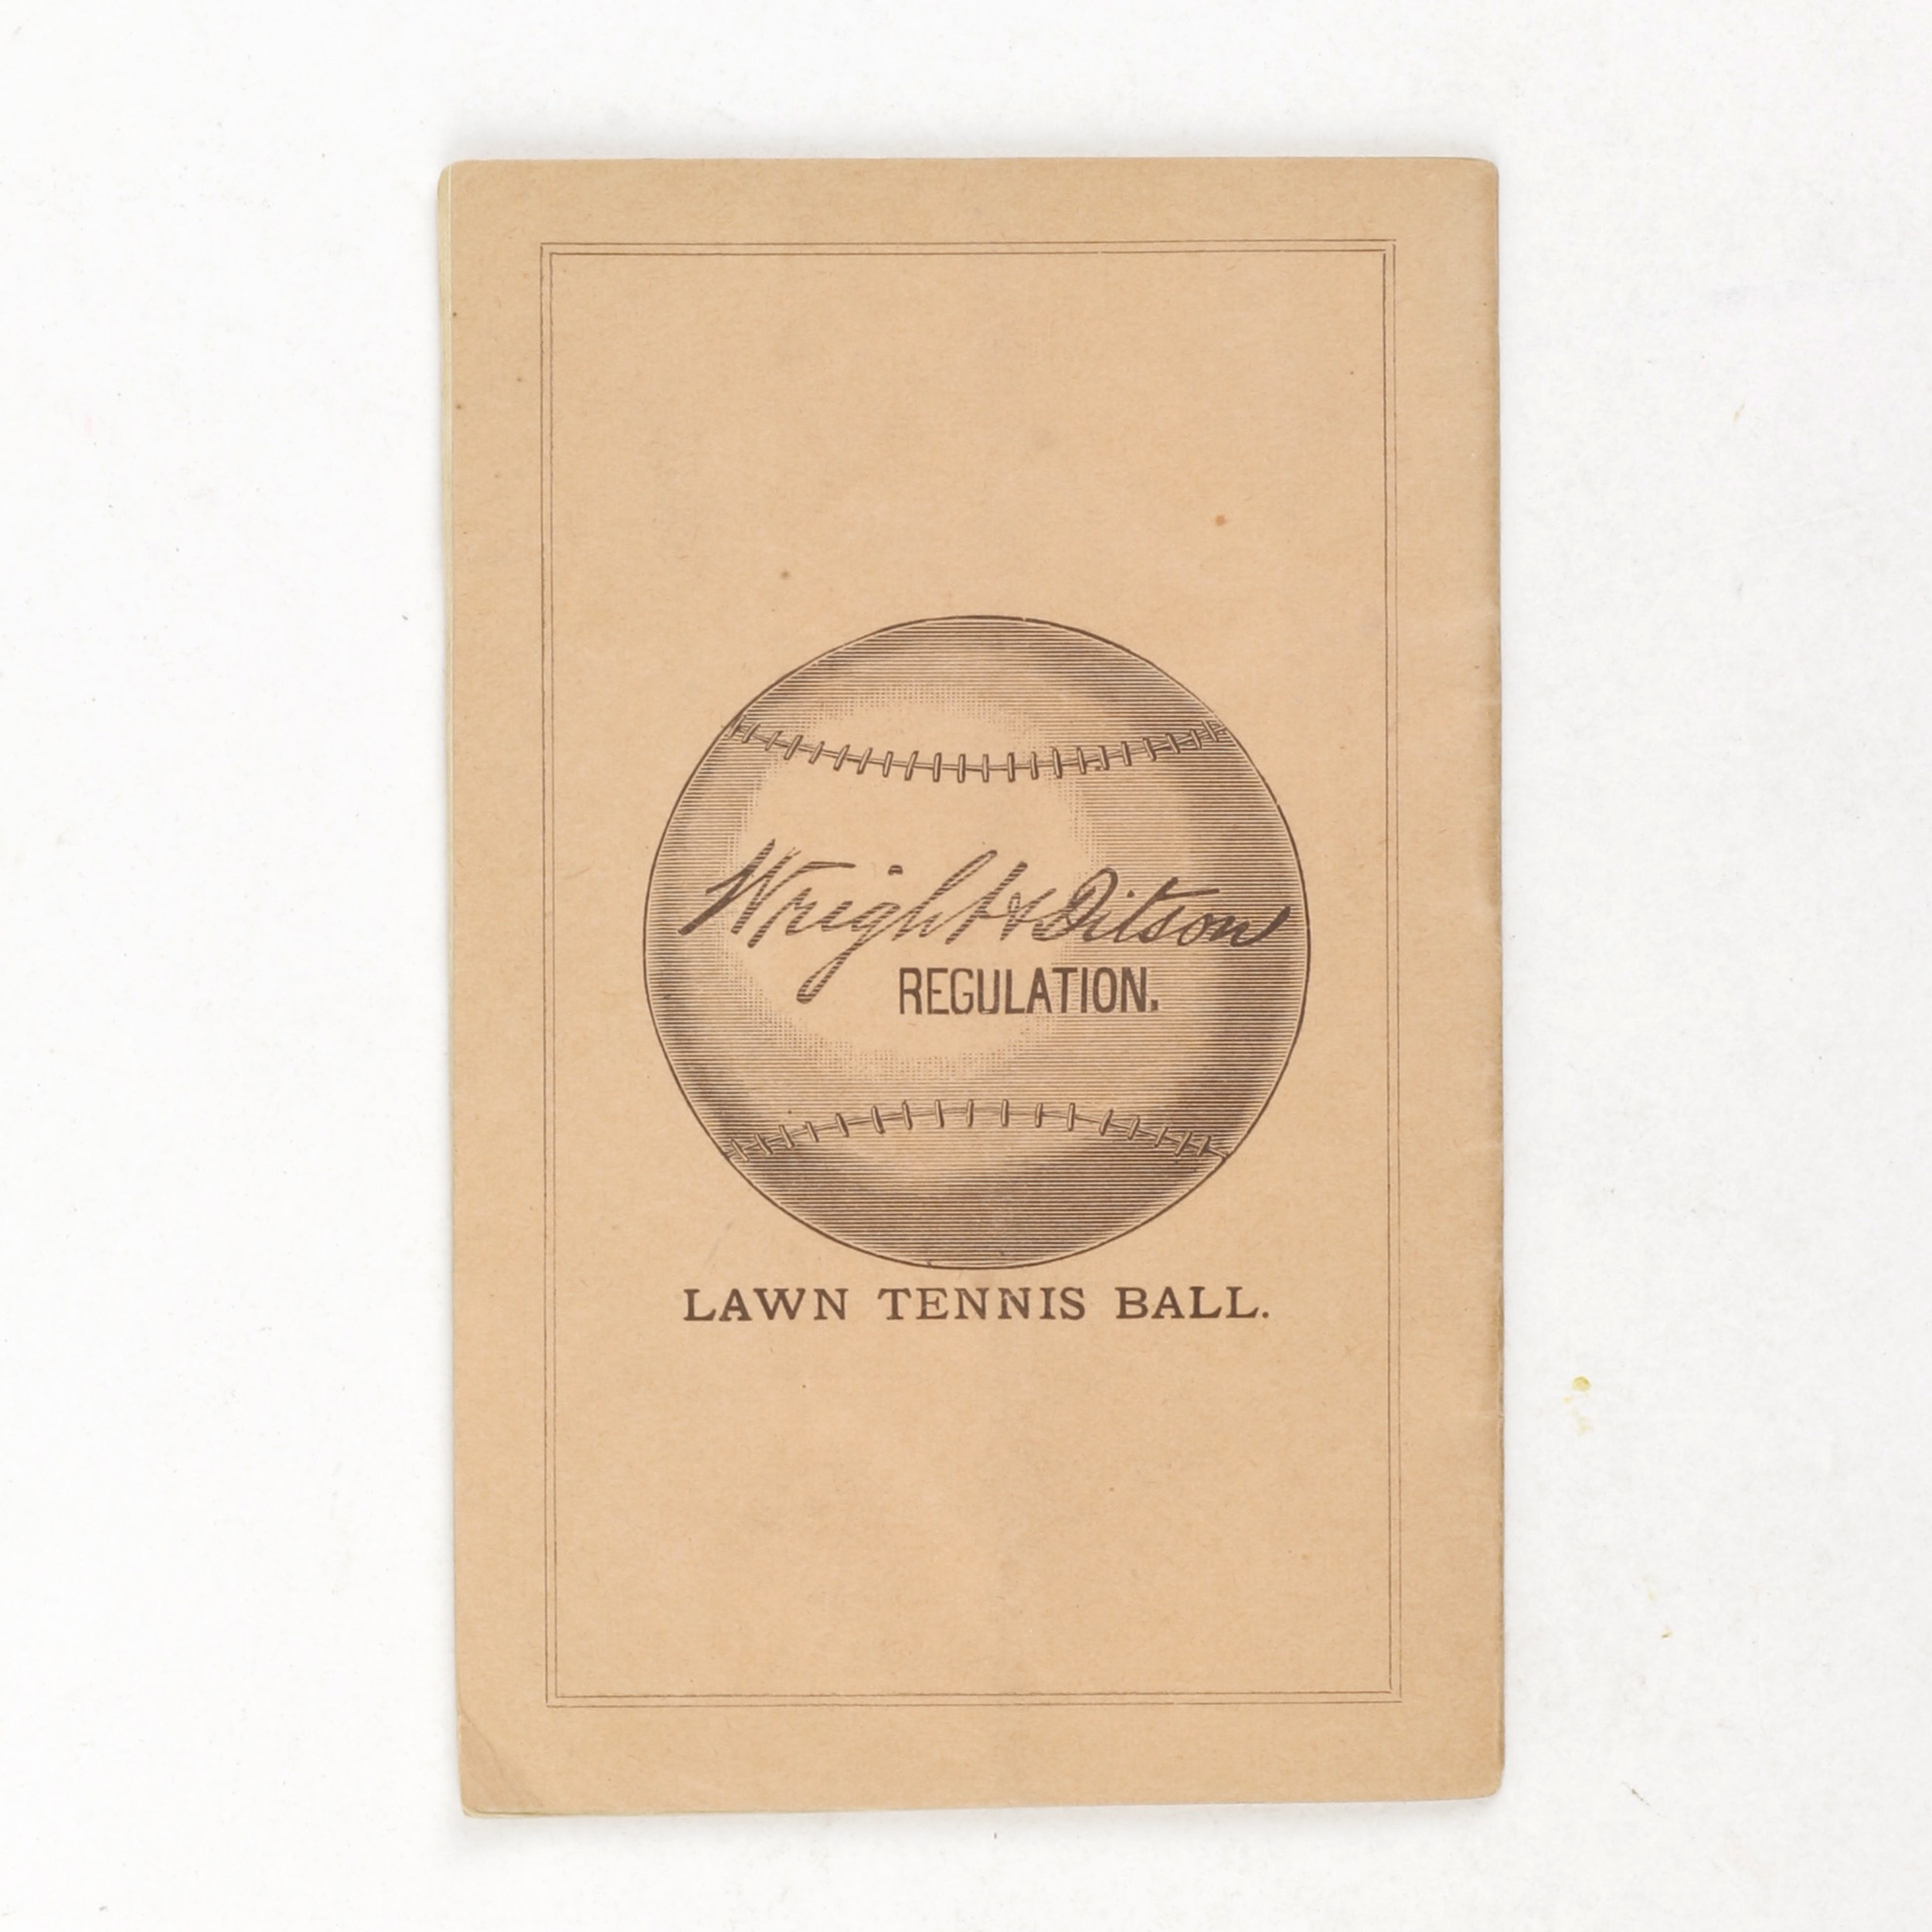 Wright & Ditson
REGULATION.
LAWN TENNIS BALL.